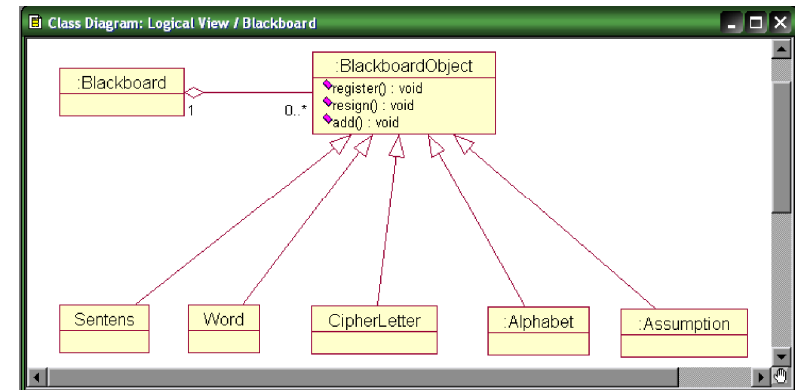 Class Diagram: Logical View / Blackboard
:Blackboard
1
0..*
:BlackboardObject
register() : void
resign() : void
add() : void
Sentens
Word
CipherLetter
:Alphabet
:Assumption